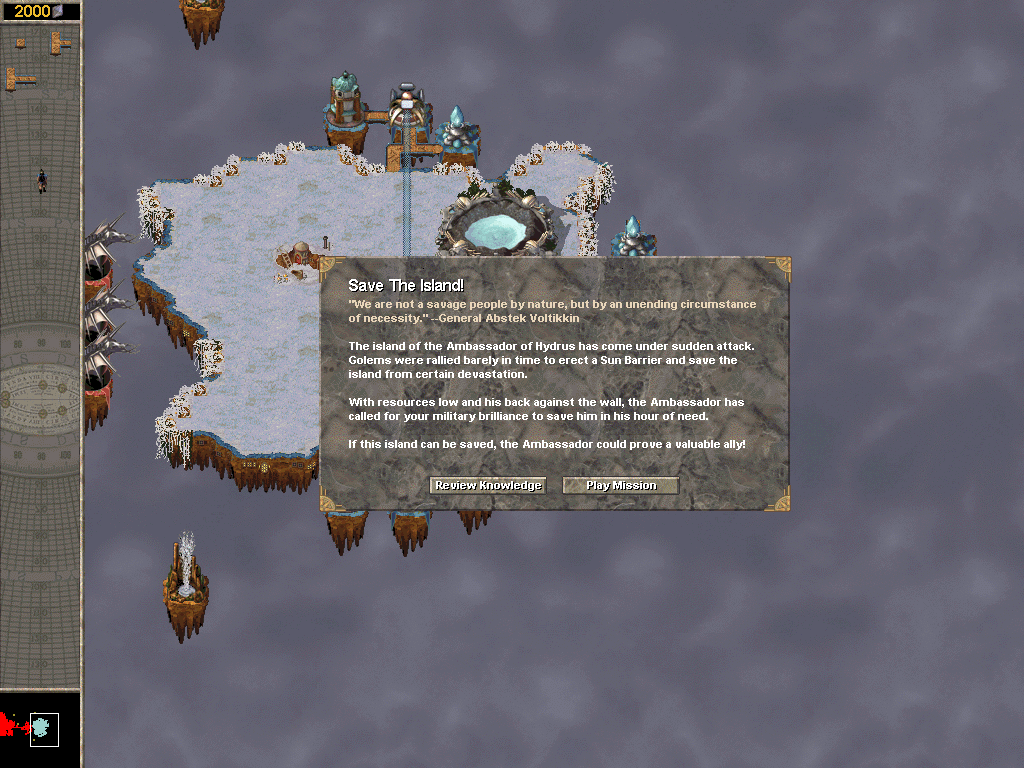 2000
Save The Island!
"We are not a savage people by nature, but by an unending circumstance
of necessity." --General Abstek Voltikkin
The island of the Ambassador of Hydrus has come under sudden attack.
Golems were rallied barely in time to erect a Sun Barrier and save the
island from certain devastation.
With resources low and his back against the wall, the Ambassador has
called for your military brilliance to save him in his hour of need.
If this island can be saved, the Ambassador could prove a valuable ally!
Review Knowledge
Play Mission